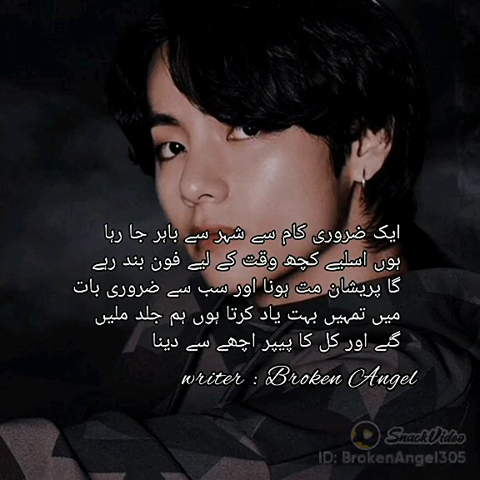 ایک ضروری کام سے شہر سے باہر جا رہا
ہوں اسلیے کچھ وقت کے لیے فون بند رہے
گا پریشان مت ہونا اور سب سے ضروری بات
میں تمہیں بہت یاد کرتا ہوں ہم جلد ملیں
گئے اور کل کا پیپر اچھے سے دینا
writer : Broken Angel
SnackVideo
ID: BrokenAngel305